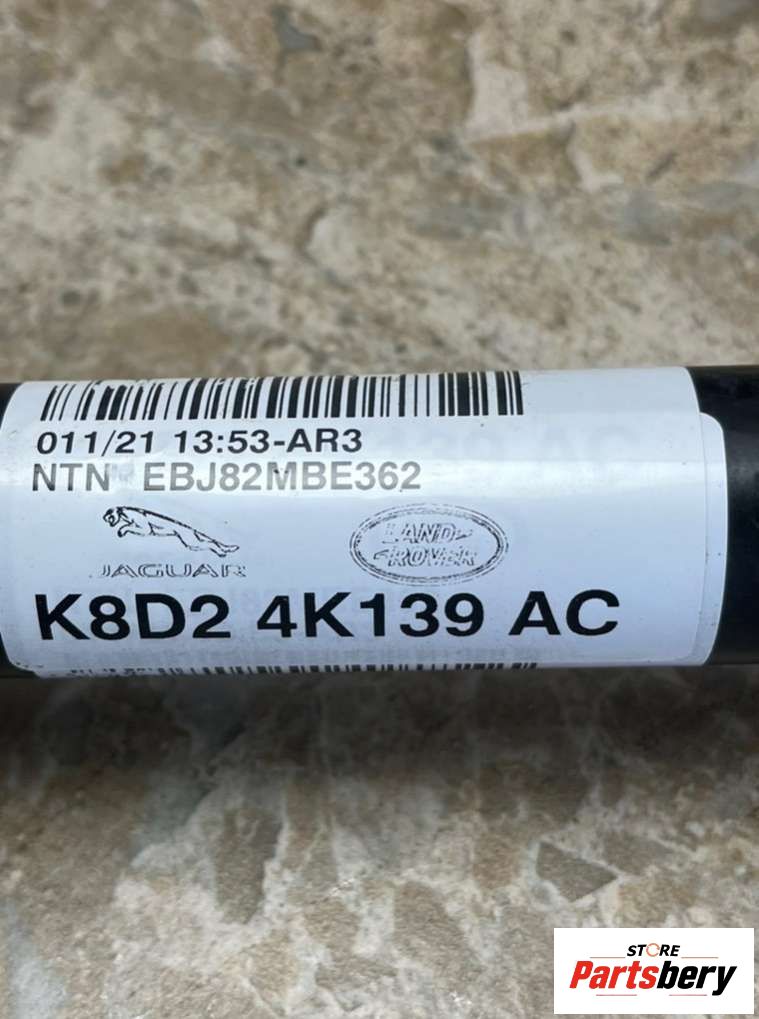 011/21 13:53-AR3
NTN EBJ82MBE362
JAGUAR
LAND-
-ROVER
K8D2 4K139 AC
STORE
Partsbery